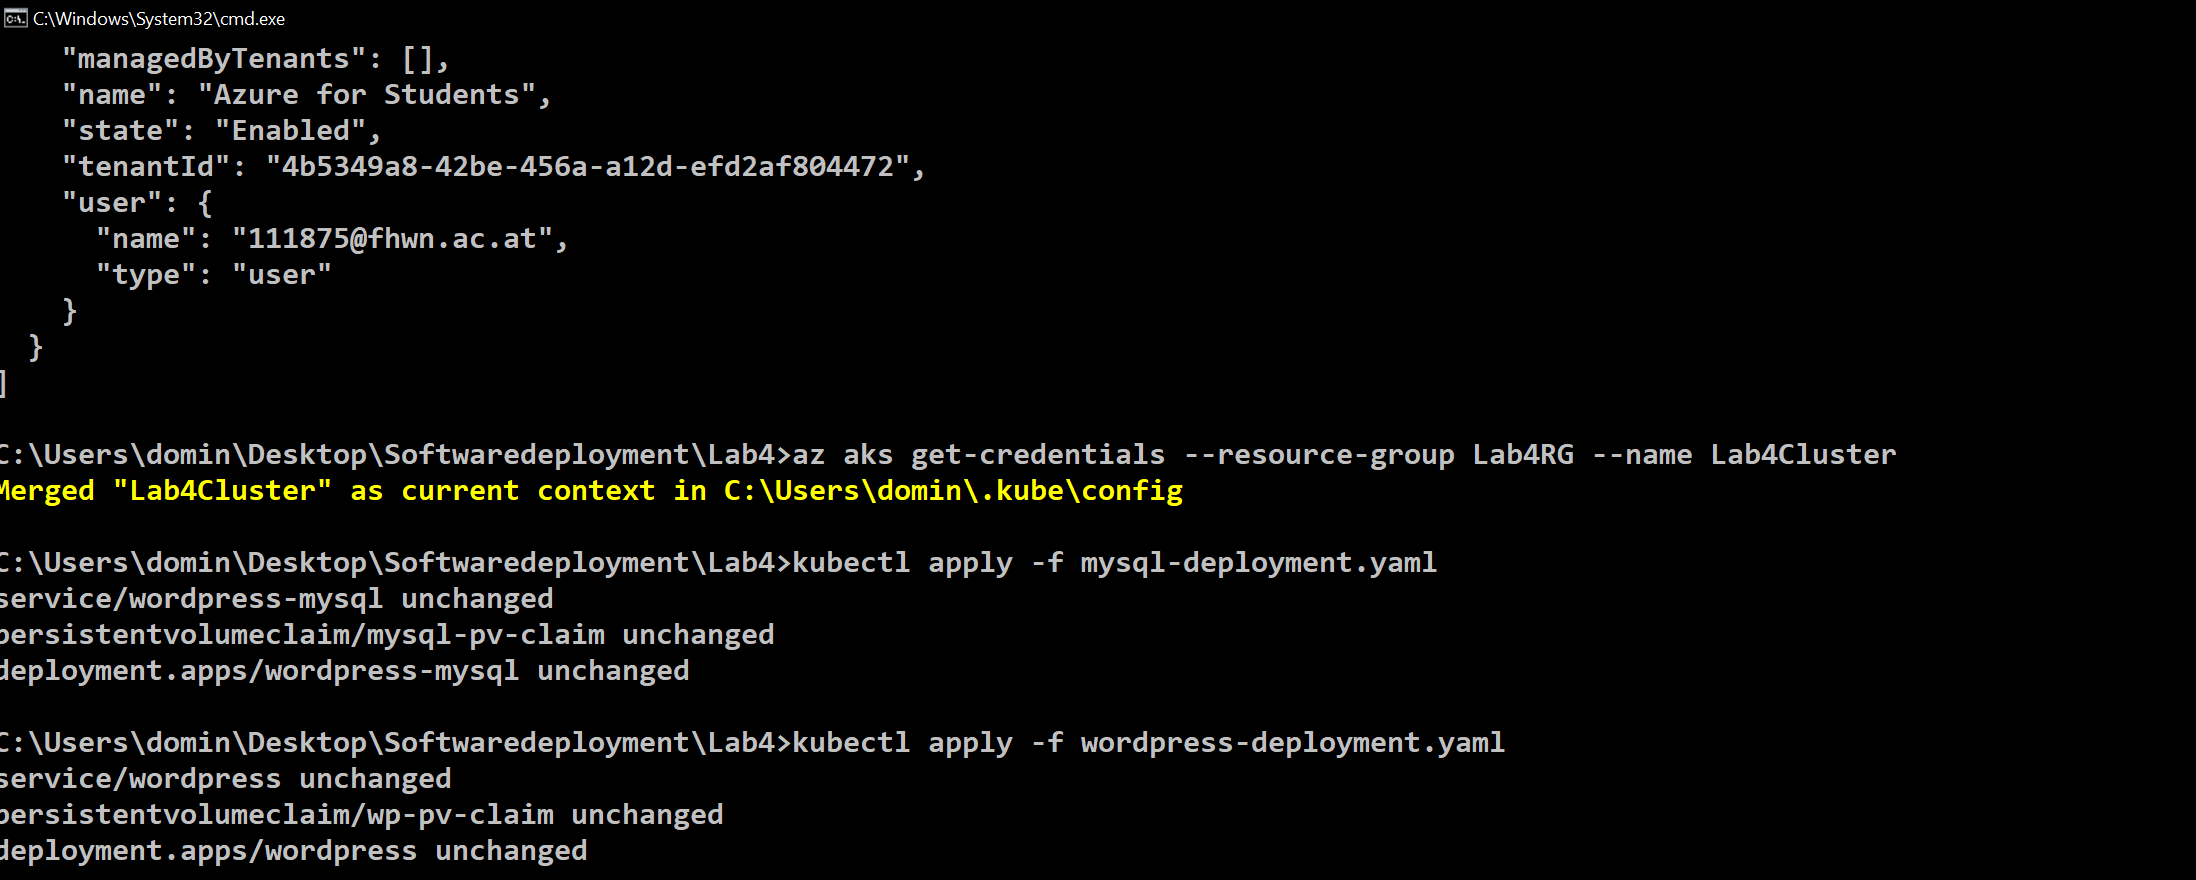 C:\Windows\System32\cmd.exe
"managedByTenants": [],
"name": "Azure for Students",
"state": "Enabled",
"tenantId": "4b5349a8-42be-456a-a12d-efd2af804472",
"user": {
"name": "111875@fhwn.ac.at",
"type": "user"
}
}
]
C:\Users\domin\Desktop\Softwaredeployment\Lab4>az aks get-credentials --resource-group Lab4RG --name Lab4Cluster
Merged "Lab4Cluster" as current context in C:\Users\domin\.kube\config
C:\Users\domin\Desktop\Softwaredeployment\Lab4>kubectl apply -f mysql-deployment.yaml
service/wordpress-mysql unchanged
persistentvolumeclaim/mysql-pv-claim unchanged
deployment.apps/wordpress-mysql unchanged
C:\Users\domin\Desktop\Softwaredeployment\Lab4>kubectl apply -f wordpress-deployment.yaml
service/wordpress unchanged
persistentvolumeclaim/wp-pv-claim unchanged
deployment.apps/wordpress unchanged